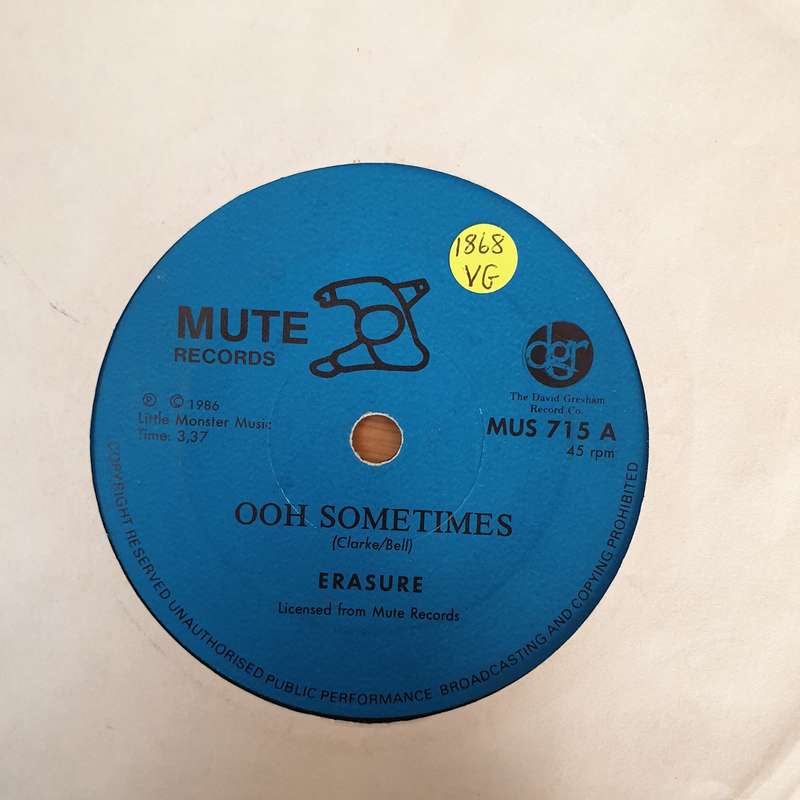 1868
VG
MUTE
RECORDS
dgr
The David Gresham
Record Co.
℗ © 1986
Little Monster Music
Time: 3,37
MUS 715 A
45 rpm
OOH SOMETIMES
(Clarke/Bell)
ERASURE
Licensed from Mute Records
COPYRIGHT RESERVED UNAUTHORISED PUBLIC PERFORMANCE BROADCASTING AND COPYING PROHIBITED